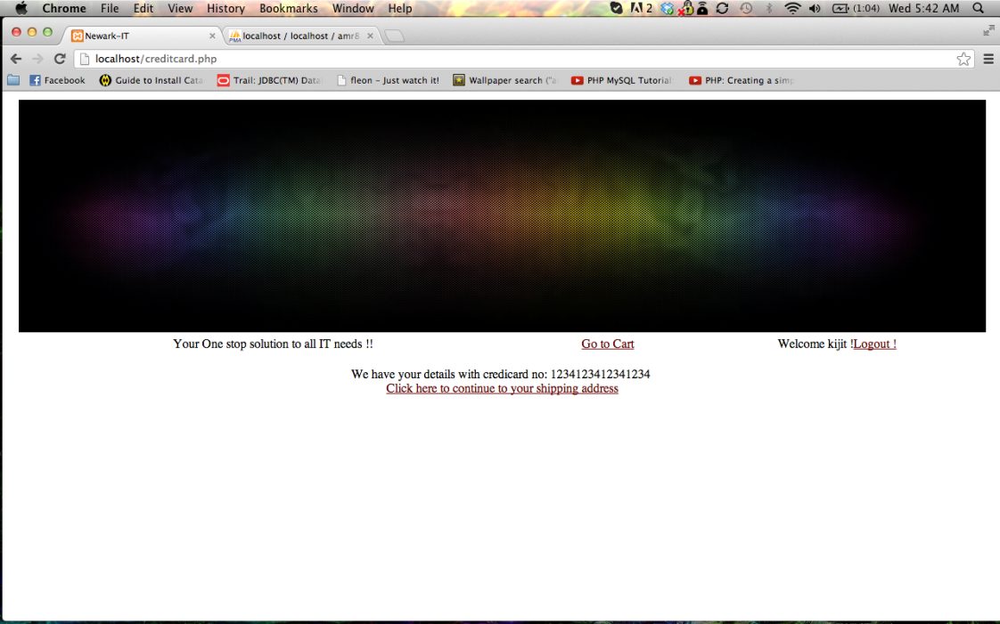 Chrome File Edit View History Bookmarks Window Help 2 (1:04) Wed 5:42 AM
Newark-IT localhost / localhost / amr8
localhost/creditcard.php
Facebook Guide to Install Cata Trail: JDBC(TM) Data fleon - Just watch it! Wallpaper search ("a PHP MySQL Tutorial PHP: Creating a simp
Your One stop solution to all IT needs !! Go to Cart Welcome kijit !Logout !
We have your details with credicard no: 1234123412341234
Click here to continue to your shipping address